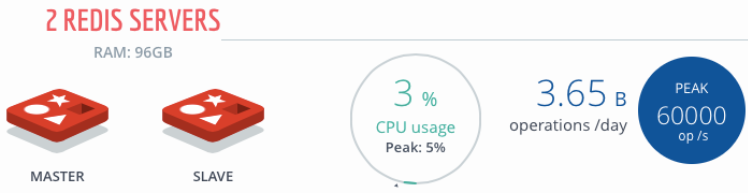 2 REDIS SERVERS
RAM: 96GB
MASTER
SLAVE
3 %
CPU usage
Peak: 5%
3.65 B
operations /day
PEAK
60000
op /s